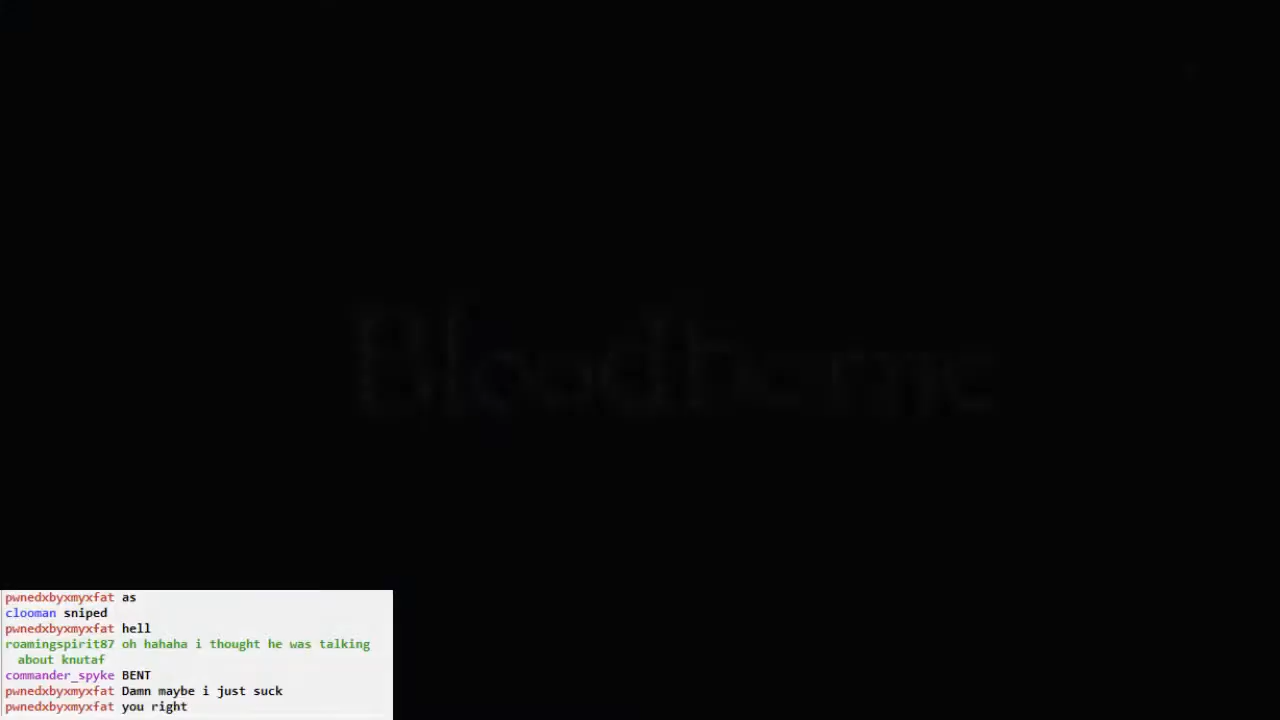 Bloodborne
pwnedxbyxmyxfat as
clooman sniped
pwnedxbyxmyxfat hell
roamingspirit87 oh hahaha i thought he was talking
about knutaf
commander_spyke BENT
pwnedxbyxmyxfat Damn maybe i just suck
pwnedxbyxmyxfat you right